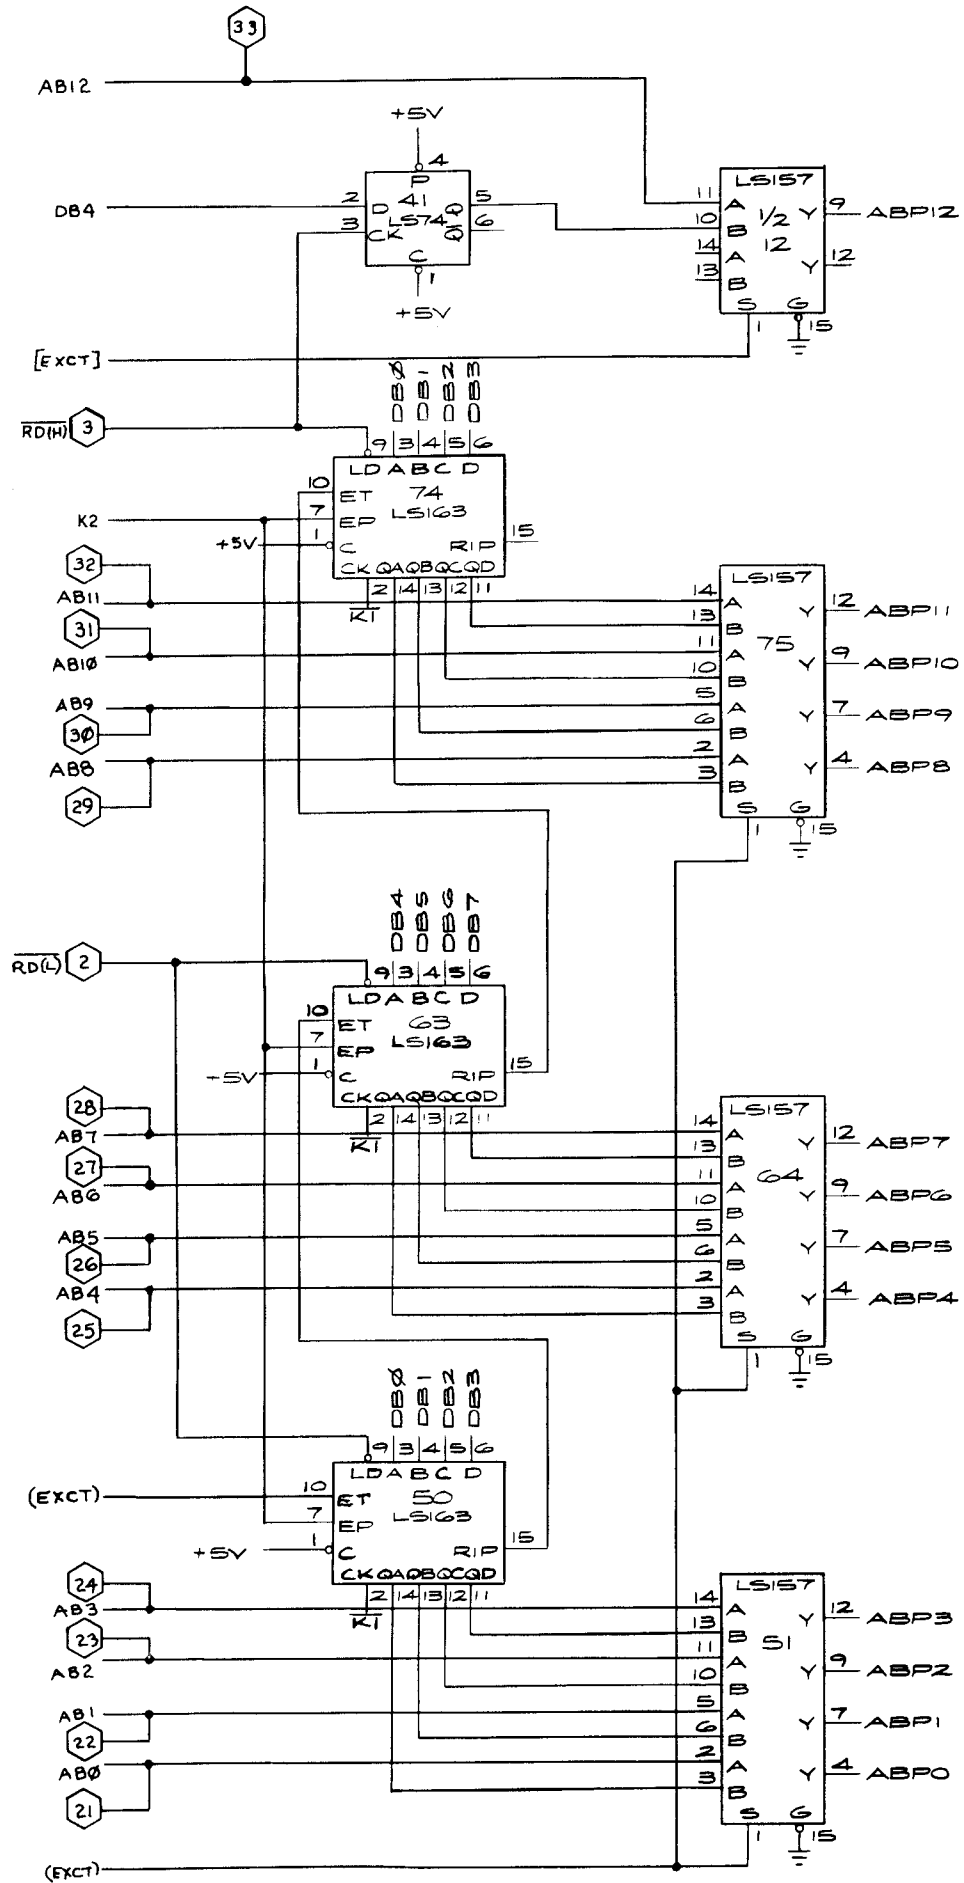 33
AB12
+5V
4
P
2
D
41
Q
5
DB4
3
CK
LS74
Q
6
C
1
+5V
LS157
11
A
1/2
Y
9
ABP12
10
B
12
14
A
Y
12
13
B
S
G
1
15
[EXCT]
DBØ
DB1
DB2
DB3
RD(H)
3
9 3 4 5 6
LD A B C D
10
ET
74
7
EP
LS163
K2
+5V
1
C
RIP
15
CK QA QB QC QD
2 14 13 12 11
K1
32
AB11
31
AB1Ø
AB9
3Ø
AB8
29
LS157
14
A
Y
12
ABP11
13
B
75
11
A
Y
9
ABP10
10
B
5
A
Y
7
ABP9
6
B
2
A
Y
4
ABP8
3
B
S
G
1
15
DB4
DB5
DB6
DB7
RD(L)
2
9 3 4 5 6
LD A B C D
10
ET
63
7
EP
LS163
+5V
1
C
RIP
15
CK QA QB QC QD
2 14 13 12 11
K1
28
AB7
27
AB6
AB5
26
AB4
25
LS157
14
A
Y
12
ABP7
13
B
64
11
A
Y
9
ABP6
10
B
5
A
Y
7
ABP5
6
B
2
A
Y
4
ABP4
3
B
S
G
1
15
DBØ
DB1
DB2
DB3
9 3 4 5 6
LD A B C D
(EXCT)
10
ET
50
7
EP
LS163
+5V
1
C
RIP
15
CK QA QB QC QD
2 14 13 12 11
K1
24
AB3
23
AB2
AB1
22
ABØ
21
LS157
14
A
Y
12
ABP3
13
B
51
11
A
Y
9
ABP2
10
B
5
A
Y
7
ABP1
6
B
2
A
Y
4
ABP0
3
B
S
G
1
15
(EXCT)